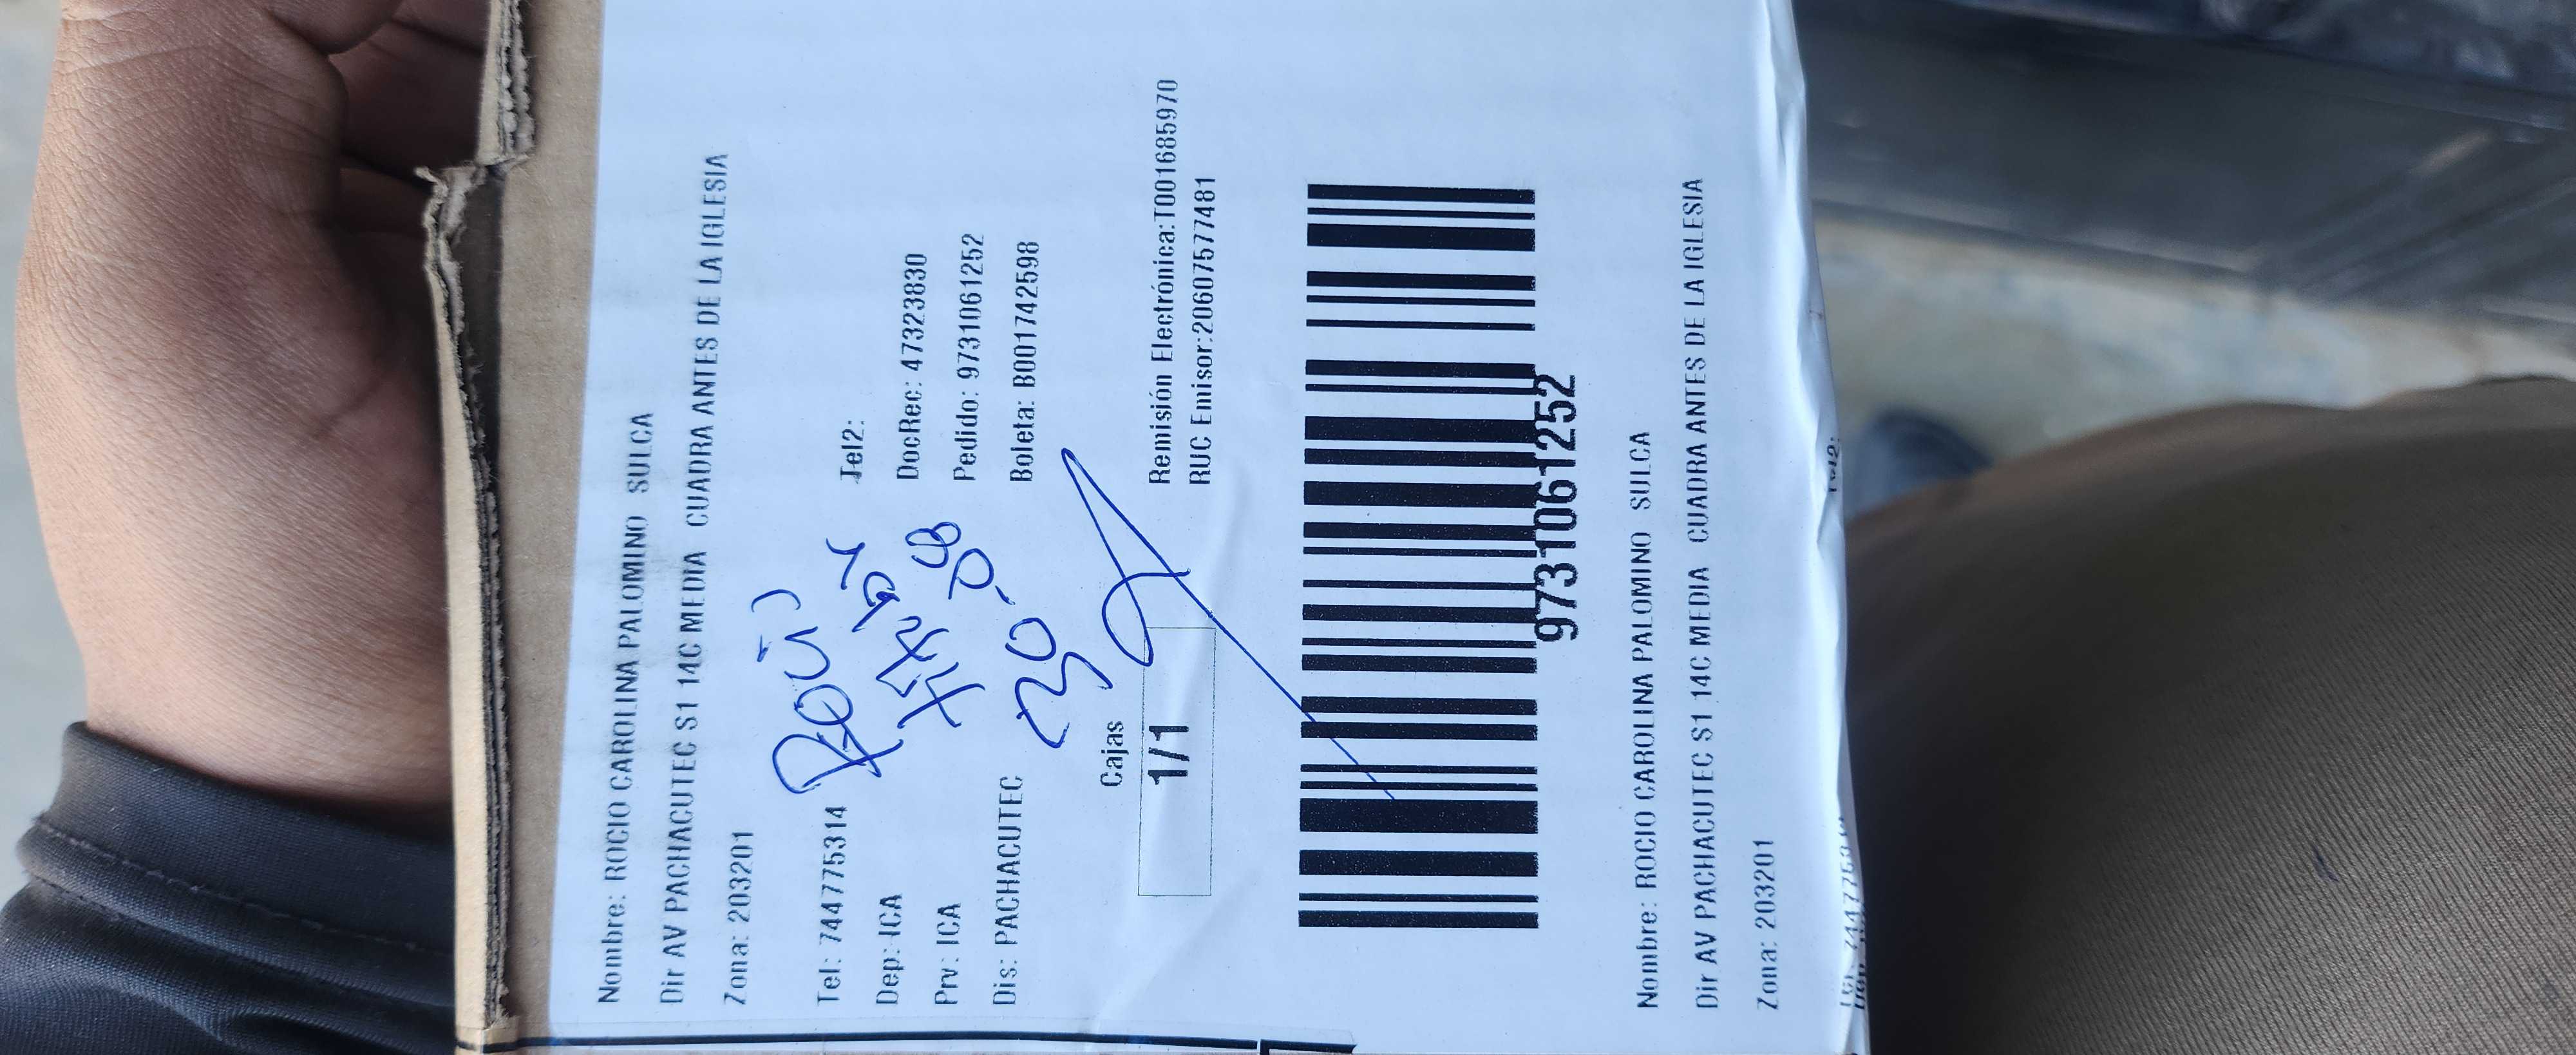 Nombre: ROCIO CAROLINA PALOMINO SULCA
Dir AV PACHACUTEC S1 14C MEDIA CUADRA ANTES DE LA IGLESIA
Zona: 203201
Tel: 744775314 Tel2:
Dep: ICA DocRec: 47323830
Prv: ICA Pedido: 9731061252
Dis: PACHACUTEC Boleta: B001742598
Cajas
1/1
Remisión Electrónica:T001685970
RUC Emisor:20607577481
9731061252
Nombre: ROCIO CAROLINA PALOMINO SULCA
Dir AV PACHACUTEC S1 14C MEDIA CUADRA ANTES DE LA IGLESIA
Zona: 203201
Tel2: